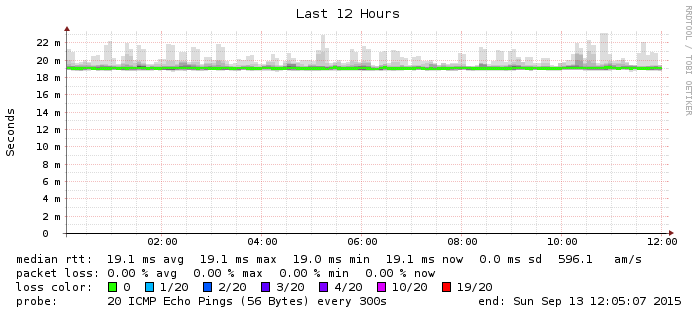 Last 12 Hours
RRDTOOL / TOBI OETIKER
Seconds
22 m
20 m
18 m
16 m
14 m
12 m
10 m
8 m
6 m
4 m
2 m
0
02:00 04:00 06:00 08:00 10:00 12:00
median rtt: 19.1 ms avg 19.1 ms max 19.0 ms min 19.1 ms now 0.0 ms sd 596.1 am/s
packet loss: 0.00 % avg 0.00 % max 0.00 % min 0.00 % now
loss color: 0 1/20 2/20 3/20 4/20 10/20 19/20
probe: 20 ICMP Echo Pings (56 Bytes) every 300s end: Sun Sep 13 12:05:07 2015